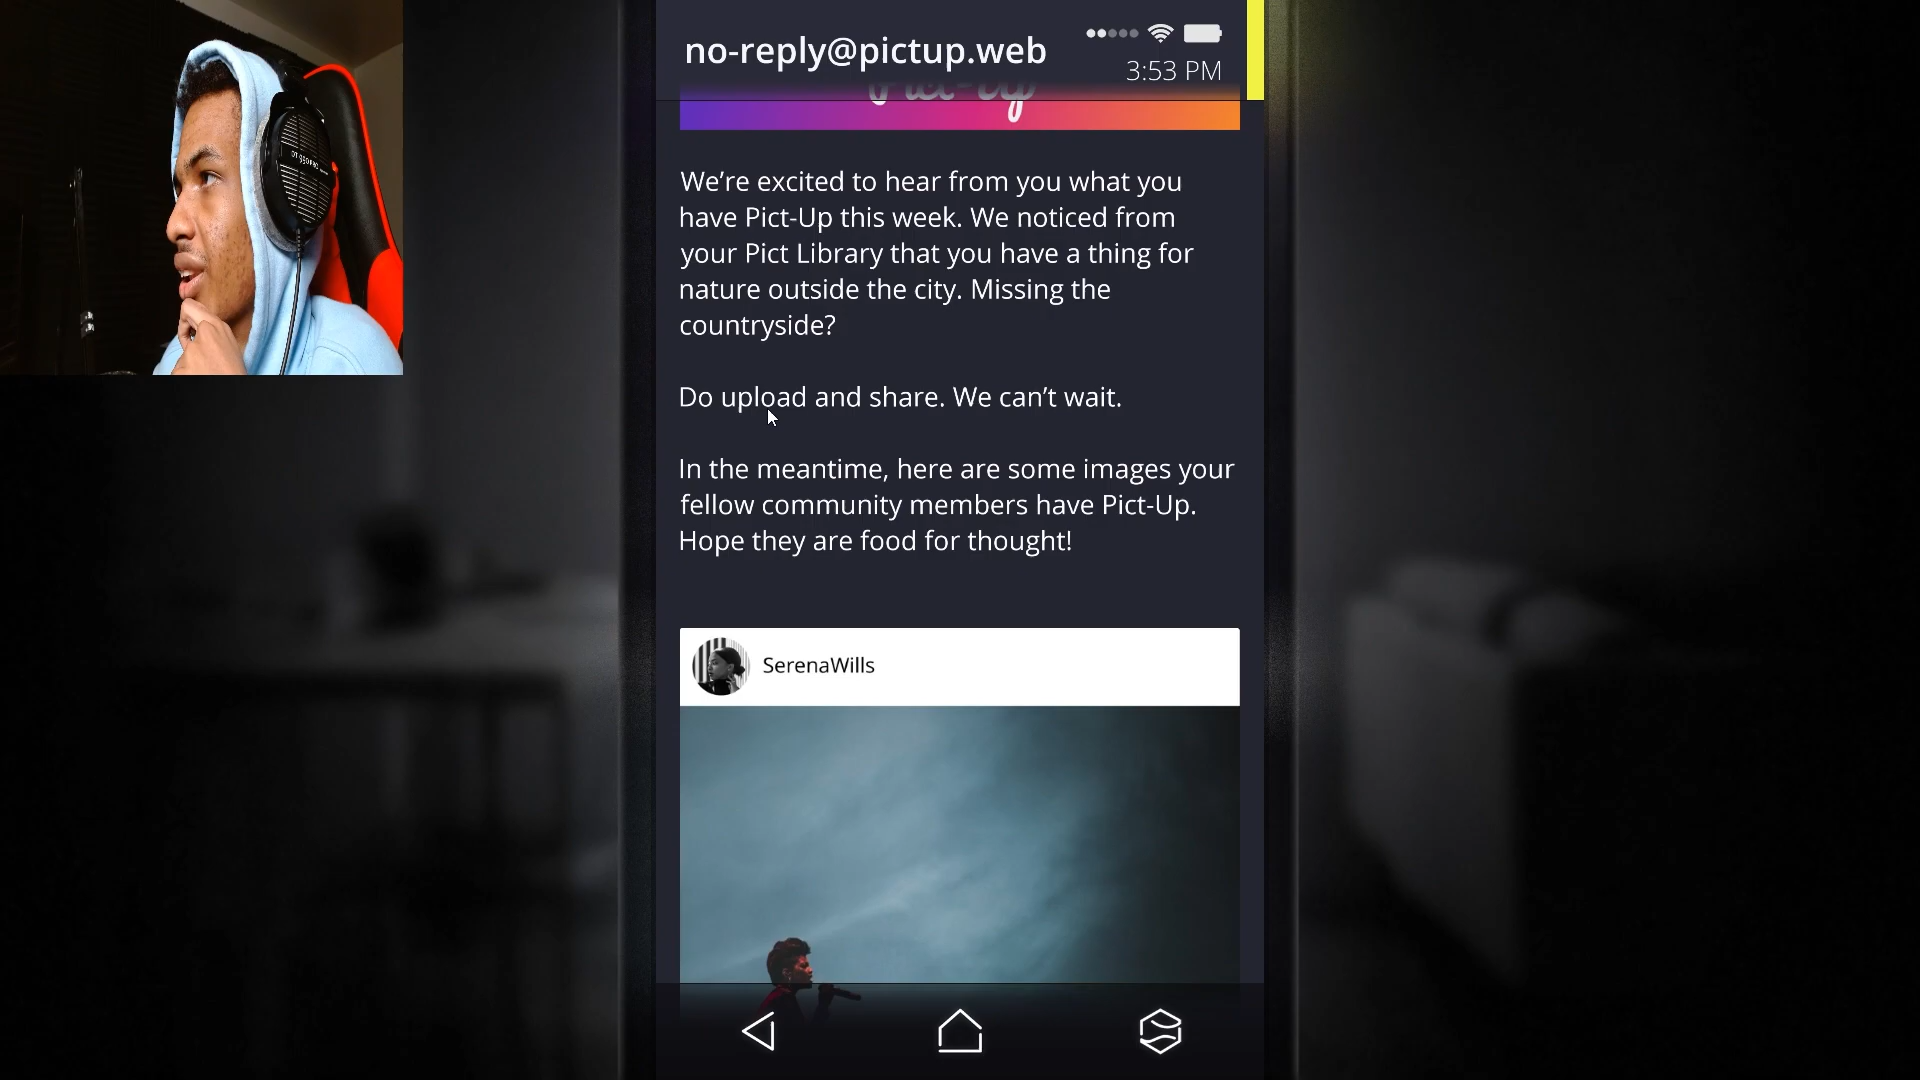 no-reply@pictup.web
3:53 PM
Pict-Up
We’re excited to hear from you what you
have Pict-Up this week. We noticed from
your Pict Library that you have a thing for
nature outside the city. Missing the
countryside?
Do upload and share. We can’t wait.
In the meantime, here are some images your
fellow community members have Pict-Up.
Hope they are food for thought!
SerenaWills